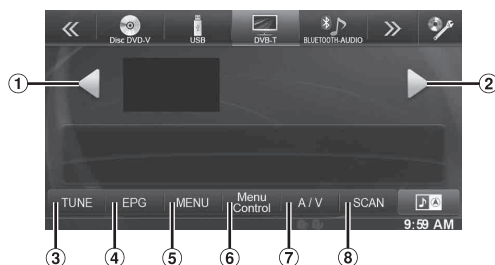 Disc DVD-V USB DVB-T BLUETOOTH-AUDIO
1 2
TUNE EPG MENU Menu Control A / V SCAN
9:59 AM
3 4 5 6 7 8